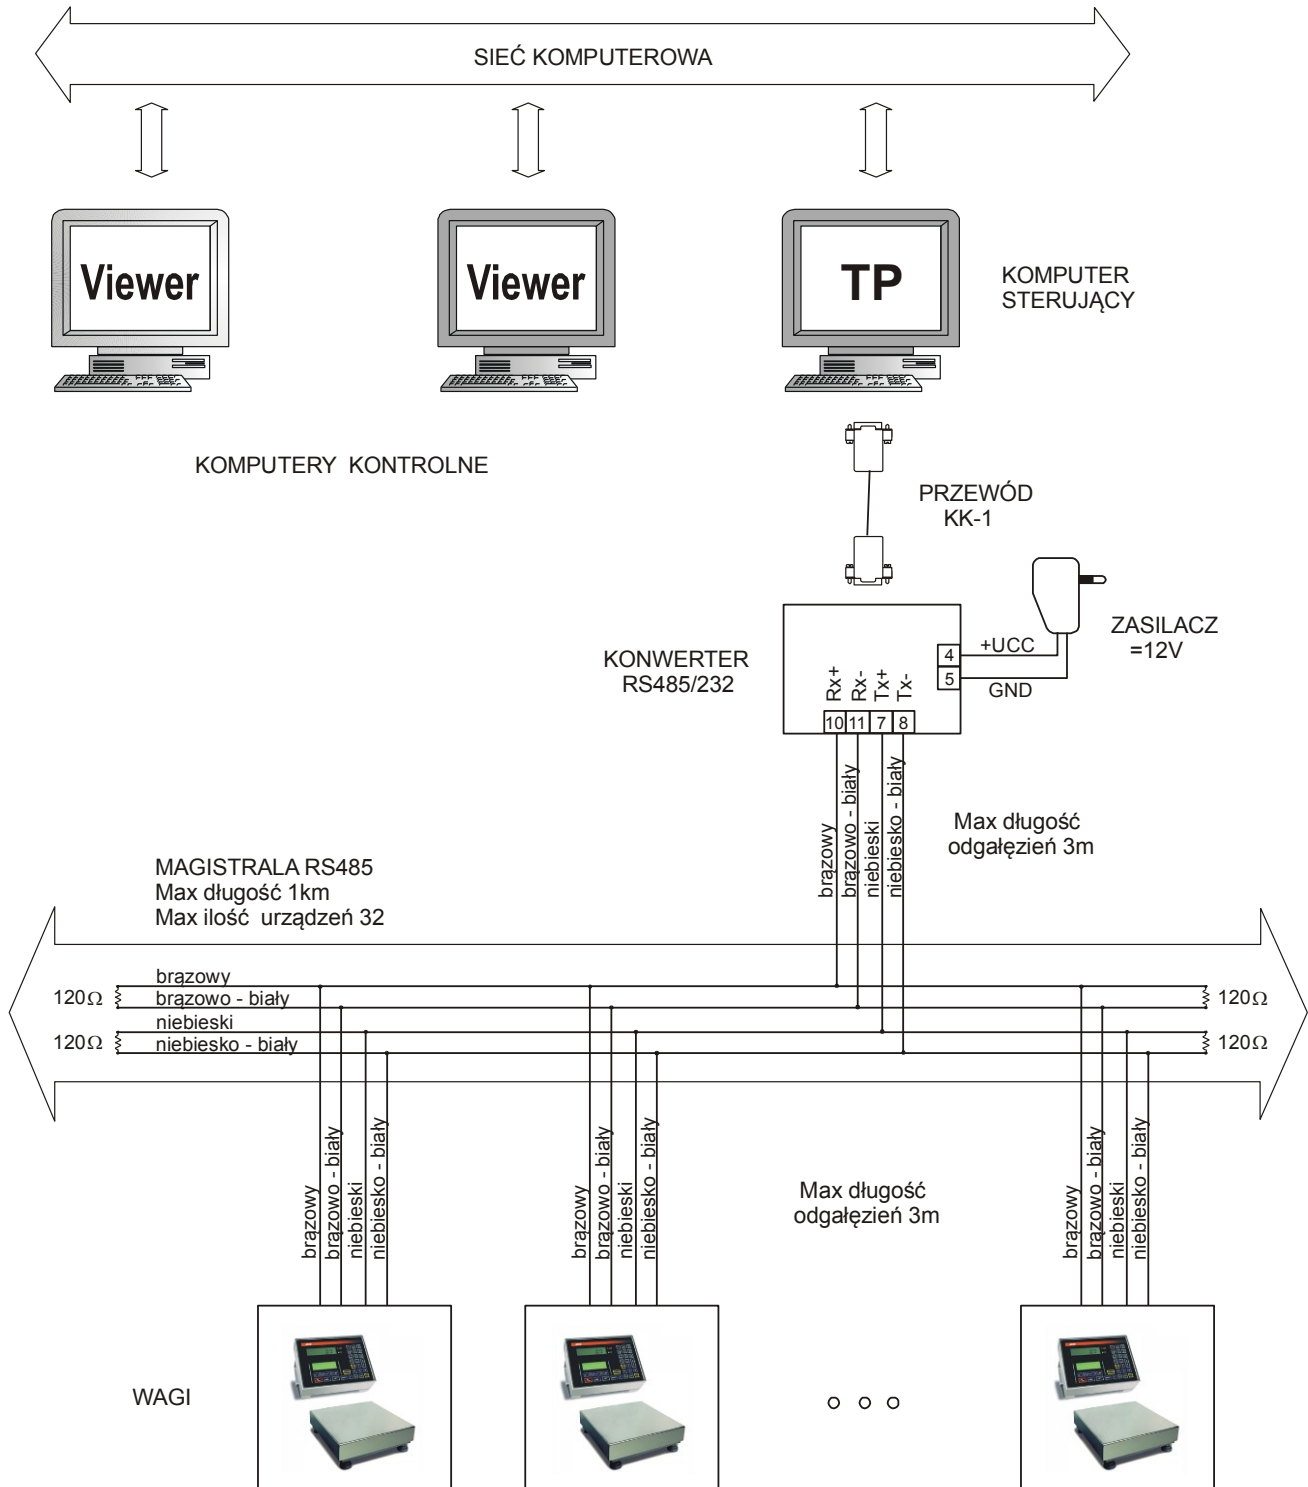 SIEĆ KOMPUTEROWA
Viewer
Viewer
TP
KOMPUTER
STERUJĄCY
KOMPUTERY KONTROLNE
PRZEWÓD
KK-1
ZASILACZ
=12V
KONWERTER
RS485/232
+UCC
GND
4
5
Rx+
Rx-
Tx+
Tx-
10
11
7
8
brązowy
brązowo - biały
niebieski
niebiesko - biały
Max długość
odgałęzień 3m
MAGISTRALA RS485
Max długość 1km
Max ilość urządzeń 32
brązowy
brązowo - biały
niebieski
niebiesko - biały
120Ω
120Ω
120Ω
120Ω
brązowy
brązowo - biały
niebieski
niebiesko - biały
brązowy
brązowo - biały
niebieski
niebiesko - biały
Max długość
odgałęzień 3m
brązowy
brązowo - biały
niebieski
niebiesko - biały
WAGI